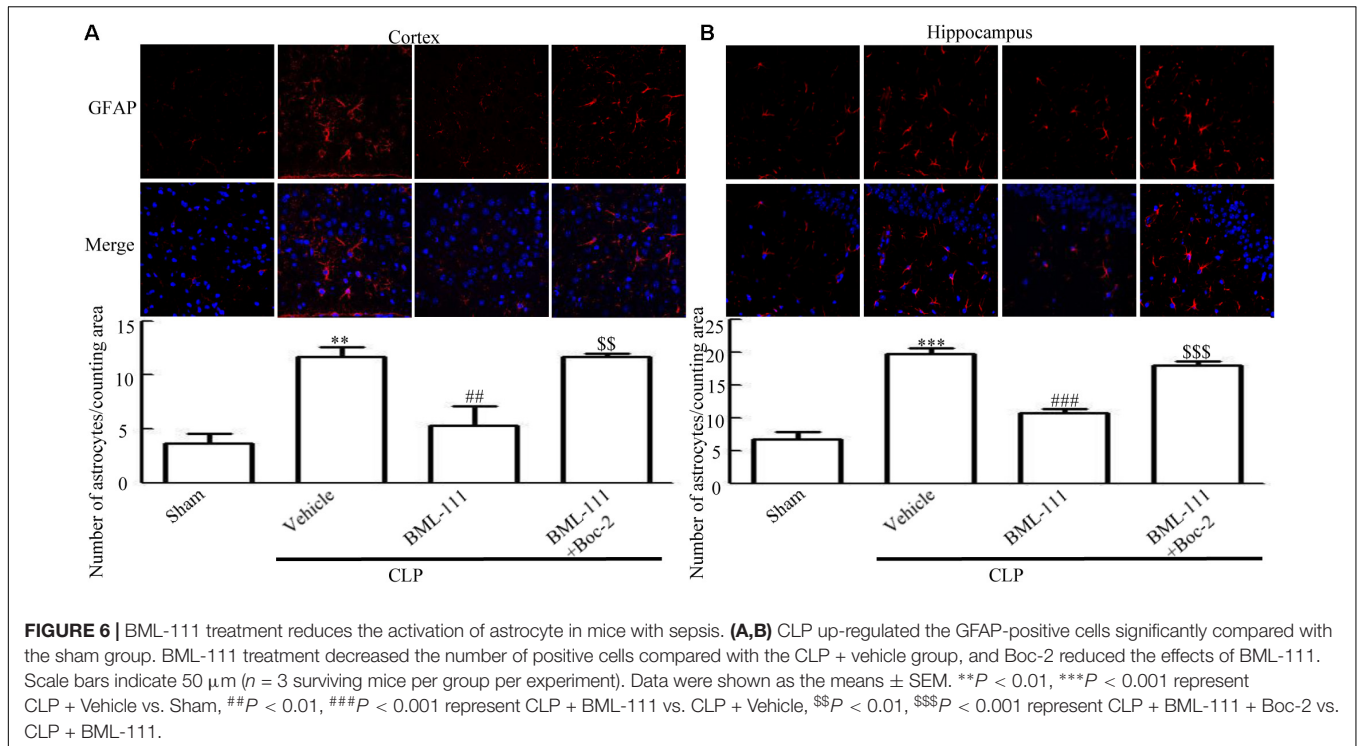 A
Cortex
B
Hippocampus
GFAP
Merge
Number of astrocytes/counting area
15
10
5
0
**
##
$$
Sham
Vehicle
BML-111
BML-111
+Boc-2
CLP
Number of astrocytes/counting area
25
20
15
10
5
0
***
###
$$$
Sham
Vehicle
BML-111
BML-111
+Boc-2
CLP
FIGURE 6 | BML-111 treatment reduces the activation of astrocyte in mice with sepsis. (A,B) CLP up-regulated the GFAP-positive cells significantly compared with
the sham group. BML-111 treatment decreased the number of positive cells compared with the CLP + vehicle group, and Boc-2 reduced the effects of BML-111.
Scale bars indicate 50 μm (n = 3 surviving mice per group per experiment). Data were shown as the means ± SEM. **P < 0.01, ***P < 0.001 represent
CLP + Vehicle vs. Sham, ##P < 0.01, ###P < 0.001 represent CLP + BML-111 vs. CLP + Vehicle, $$P < 0.01, $$$P < 0.001 represent CLP + BML-111 + Boc-2 vs.
CLP + BML-111.